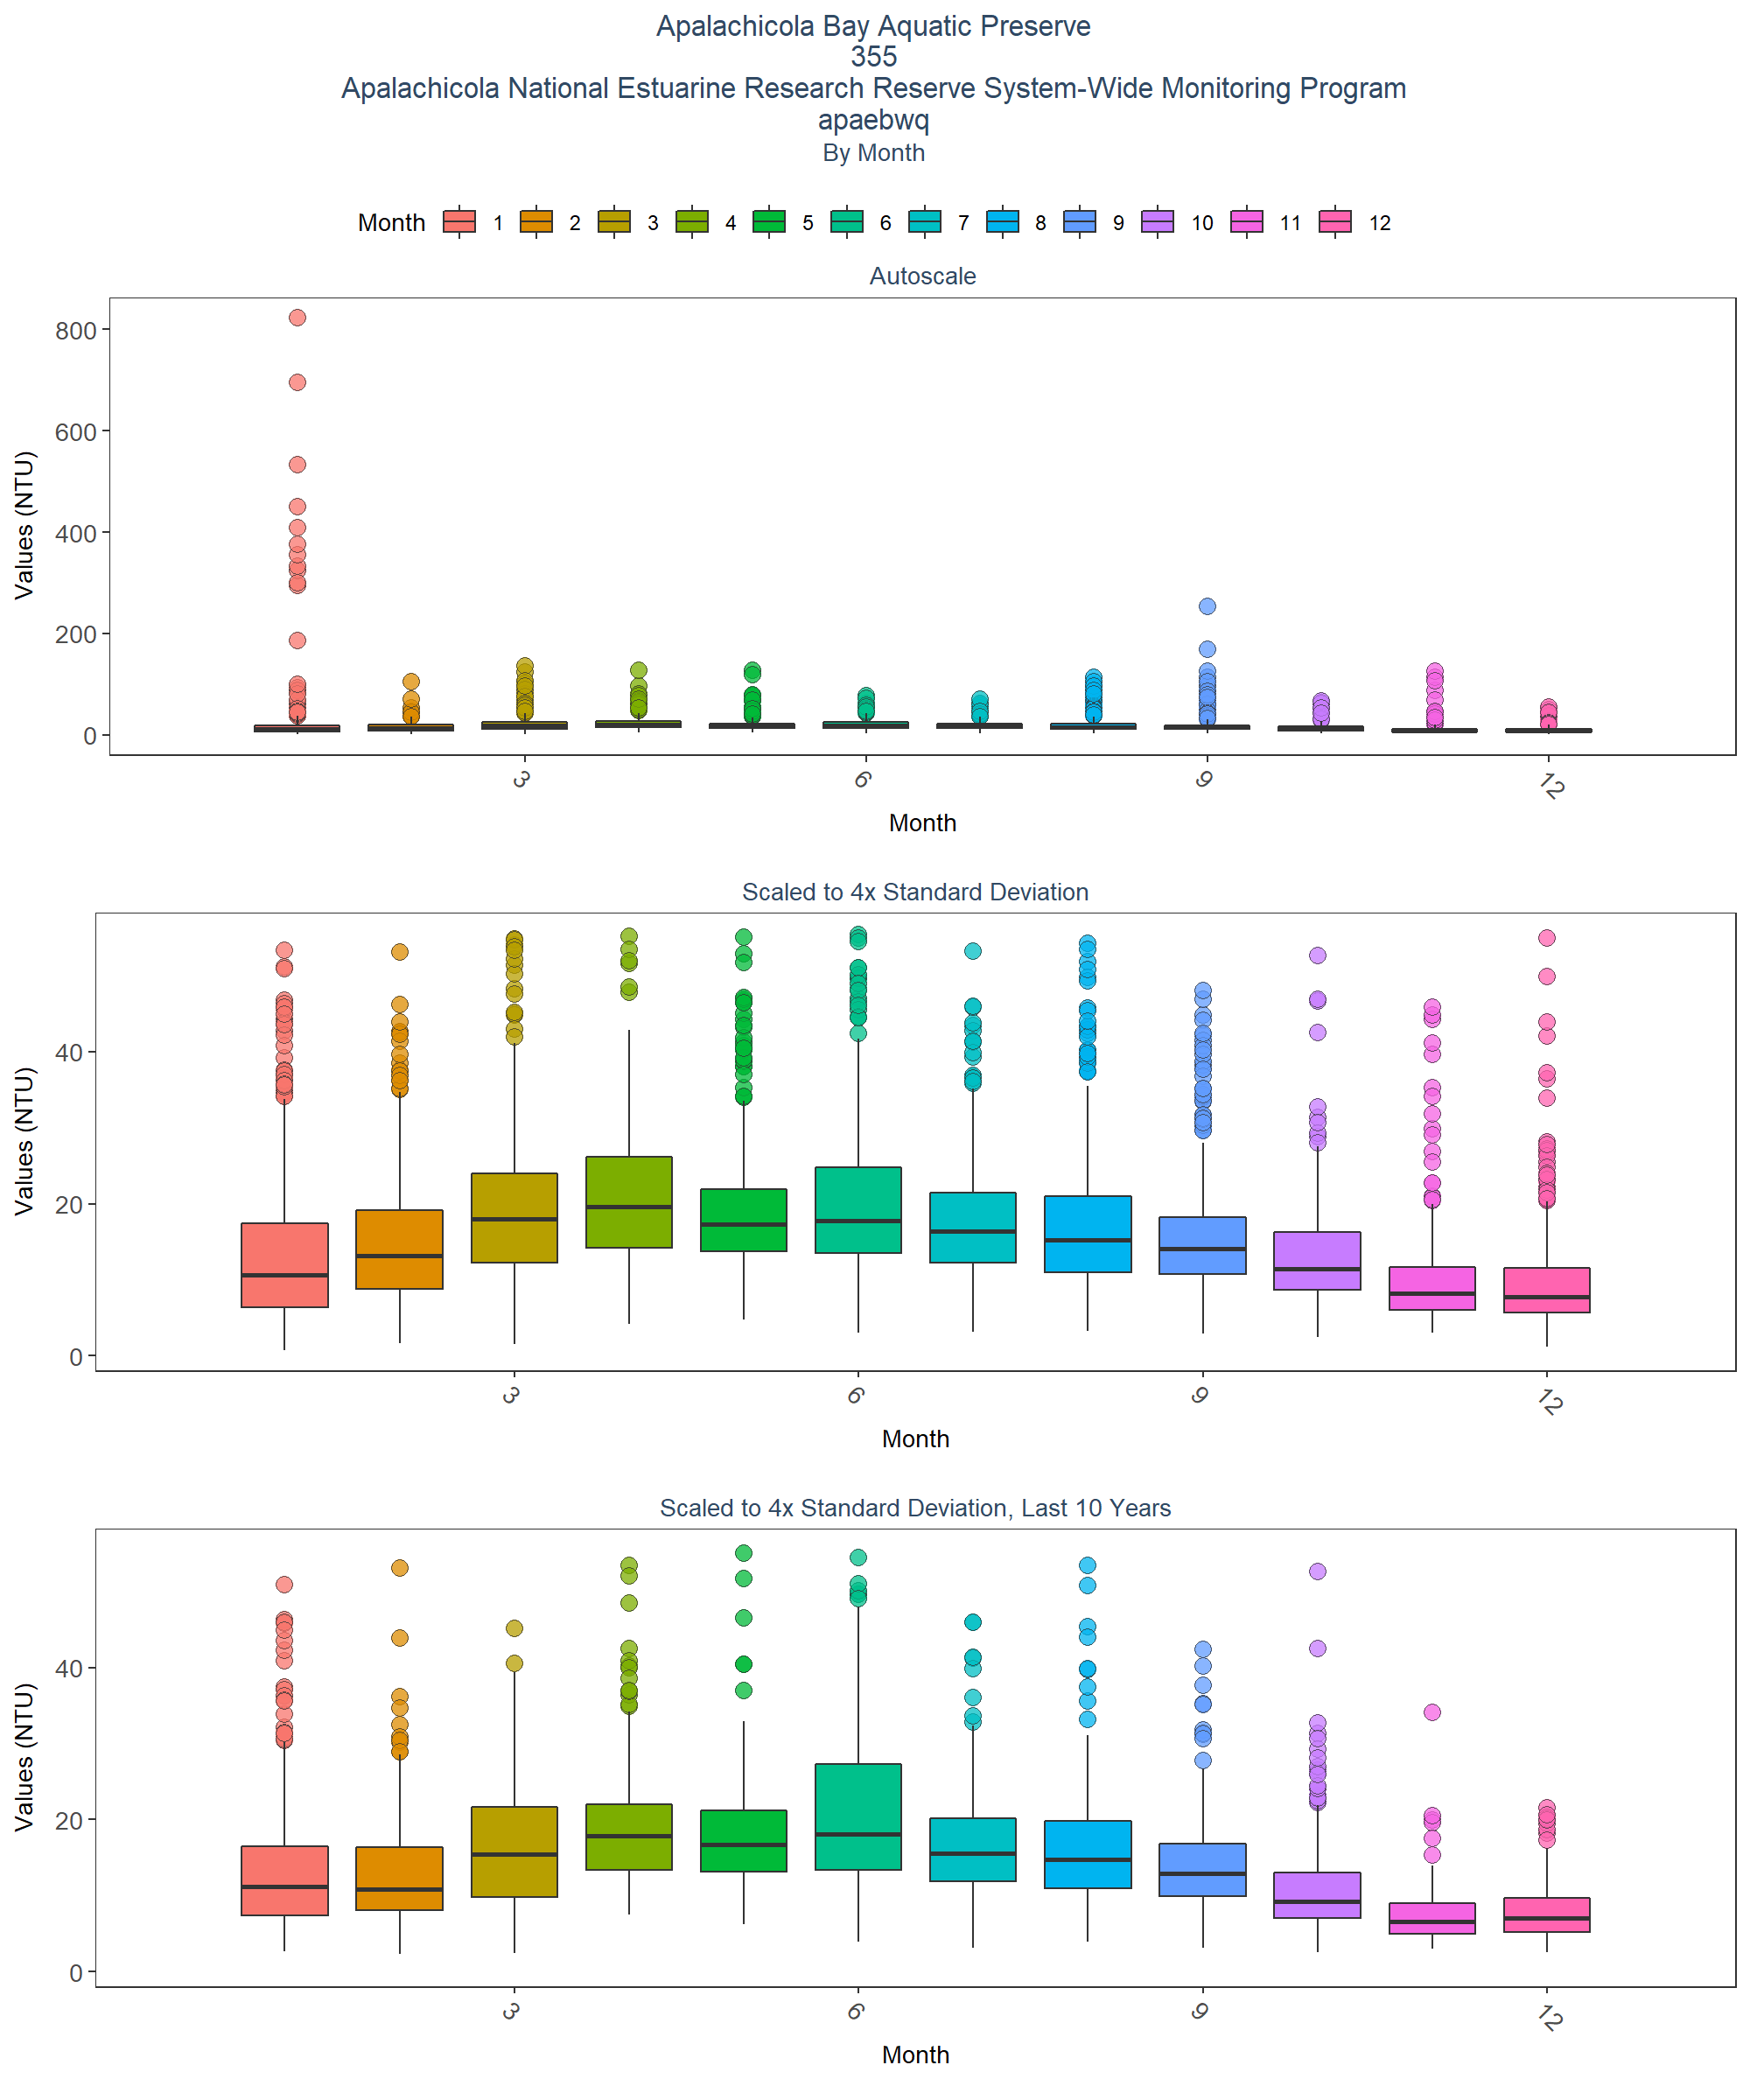 Apalachicola Bay Aquatic Preserve
355
Apalachicola National Estuarine Research Reserve System-Wide Monitoring Program
apaebwq
By Month
Month 1 2 3 4 5 6 7 8 9 10 11 12
Autoscale
Values (NTU)
800
600
400
200
0
3 6 9 12
Month
Scaled to 4x Standard Deviation
Values (NTU)
40
20
0
3 6 9 12
Month
Scaled to 4x Standard Deviation, Last 10 Years
Values (NTU)
40
20
0
3 6 9 12
Month